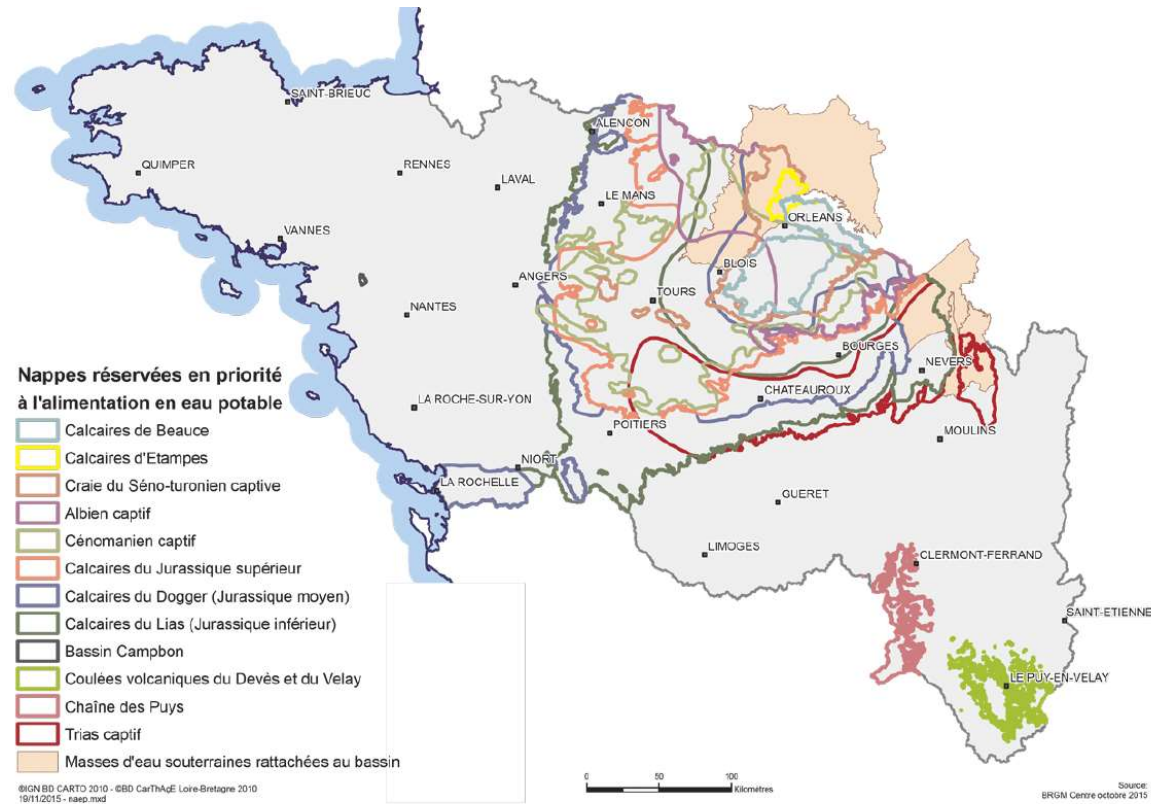 SAINT-BRIEUC
ALENCON
QUIMPER
RENNES
LAVAL
LE MANS
ORLEANS
VANNES
BLOIS
ANGERS
TOURS
NANTES
BOURGES
NEVERS
CHATEAUROUX
LA ROCHE-SUR-YON
POITIERS
MOULINS
NIORT
LA ROCHELLE
GUERET
LIMOGES
CLERMONT-FERRAND
SAINT-ETIENNE
LE PUY-EN-VELAY
Nappes réservées en priorité
à l'alimentation en eau potable
Calcaires de Beauce
Calcaires d'Etampes
Craie du Séno-turonien captive
Albien captif
Cénomanien captif
Calcaires du Jurassique supérieur
Calcaires du Dogger (Jurassique moyen)
Calcaires du Lias (Jurassique inférieur)
Bassin Campbon
Coulées volcaniques du Devès et du Velay
Chaîne des Puys
Trias captif
Masses d'eau souterraines rattachées au bassin
©IGN BD CARTO 2010 - ©BD CarThAgE Loire-Bretagne 2010
19/11/2015 - naep.mxd
0 50 100
Kilomètres
Source:
BRGM Centre octobre 2015